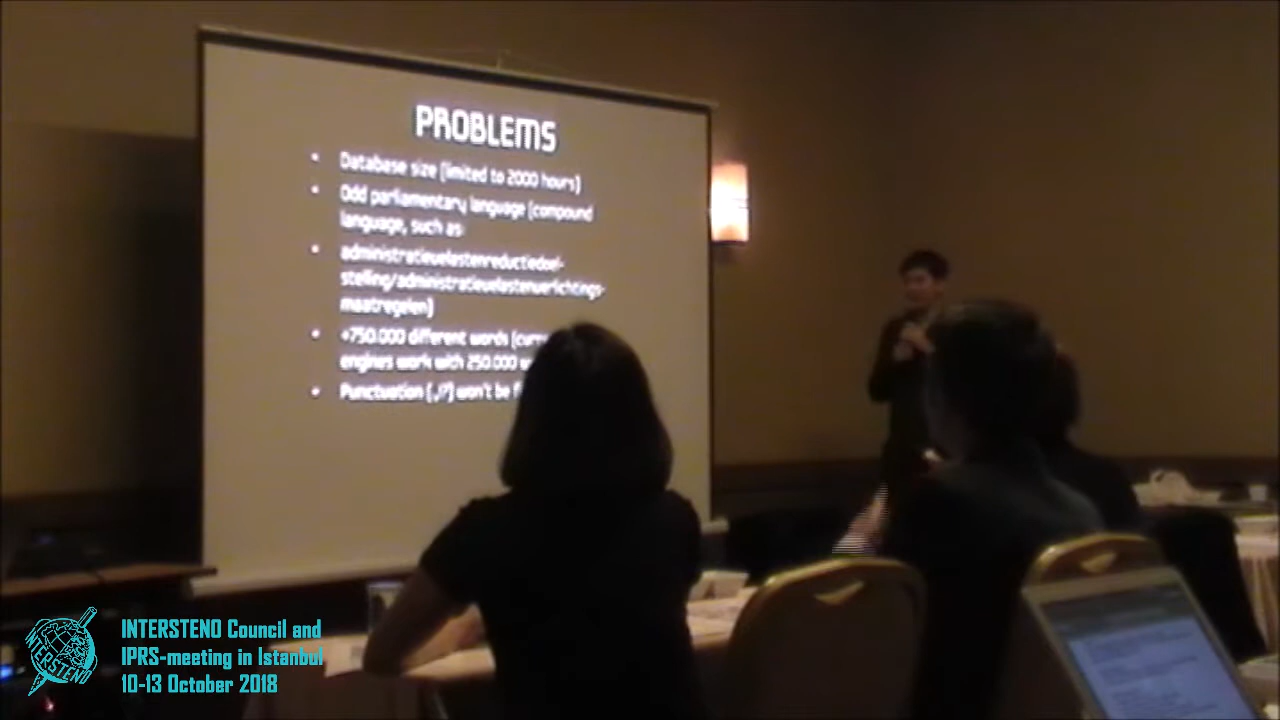 PROBLEMS
• Database size (limited to 2000 hours)
• Odd parliamentary language (compound
language, such as
• administratievelastenreductiedoel-
stelling/administratievelastenverlichtings-
maatregelen)
• +750.000 different words
engines work with 250.000
• Punctuation (,.!?) won't be
INTERSTENO
INTERSTENO Council and
IPRS-meeting in Istanbul
10-13 October 2018